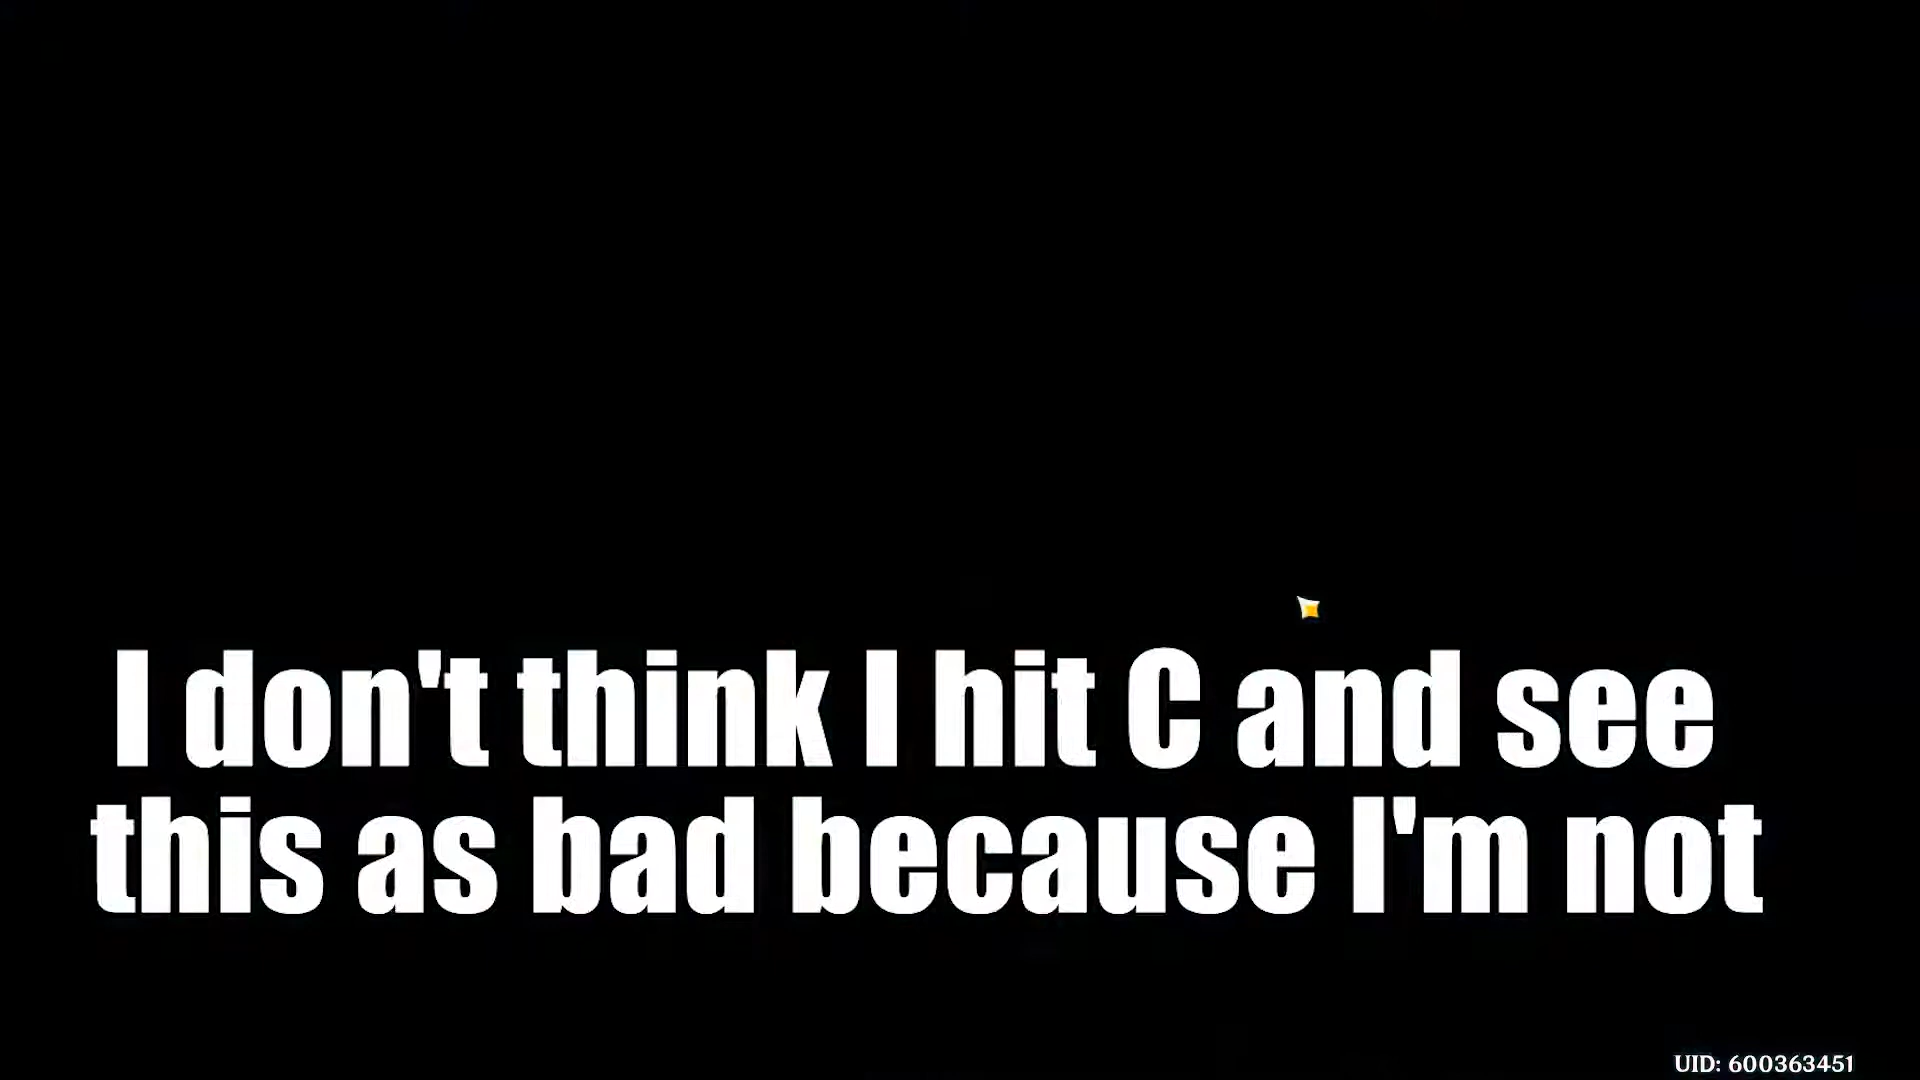 I don't think I hit C and see
this as bad because I'm not
UID: 600363451